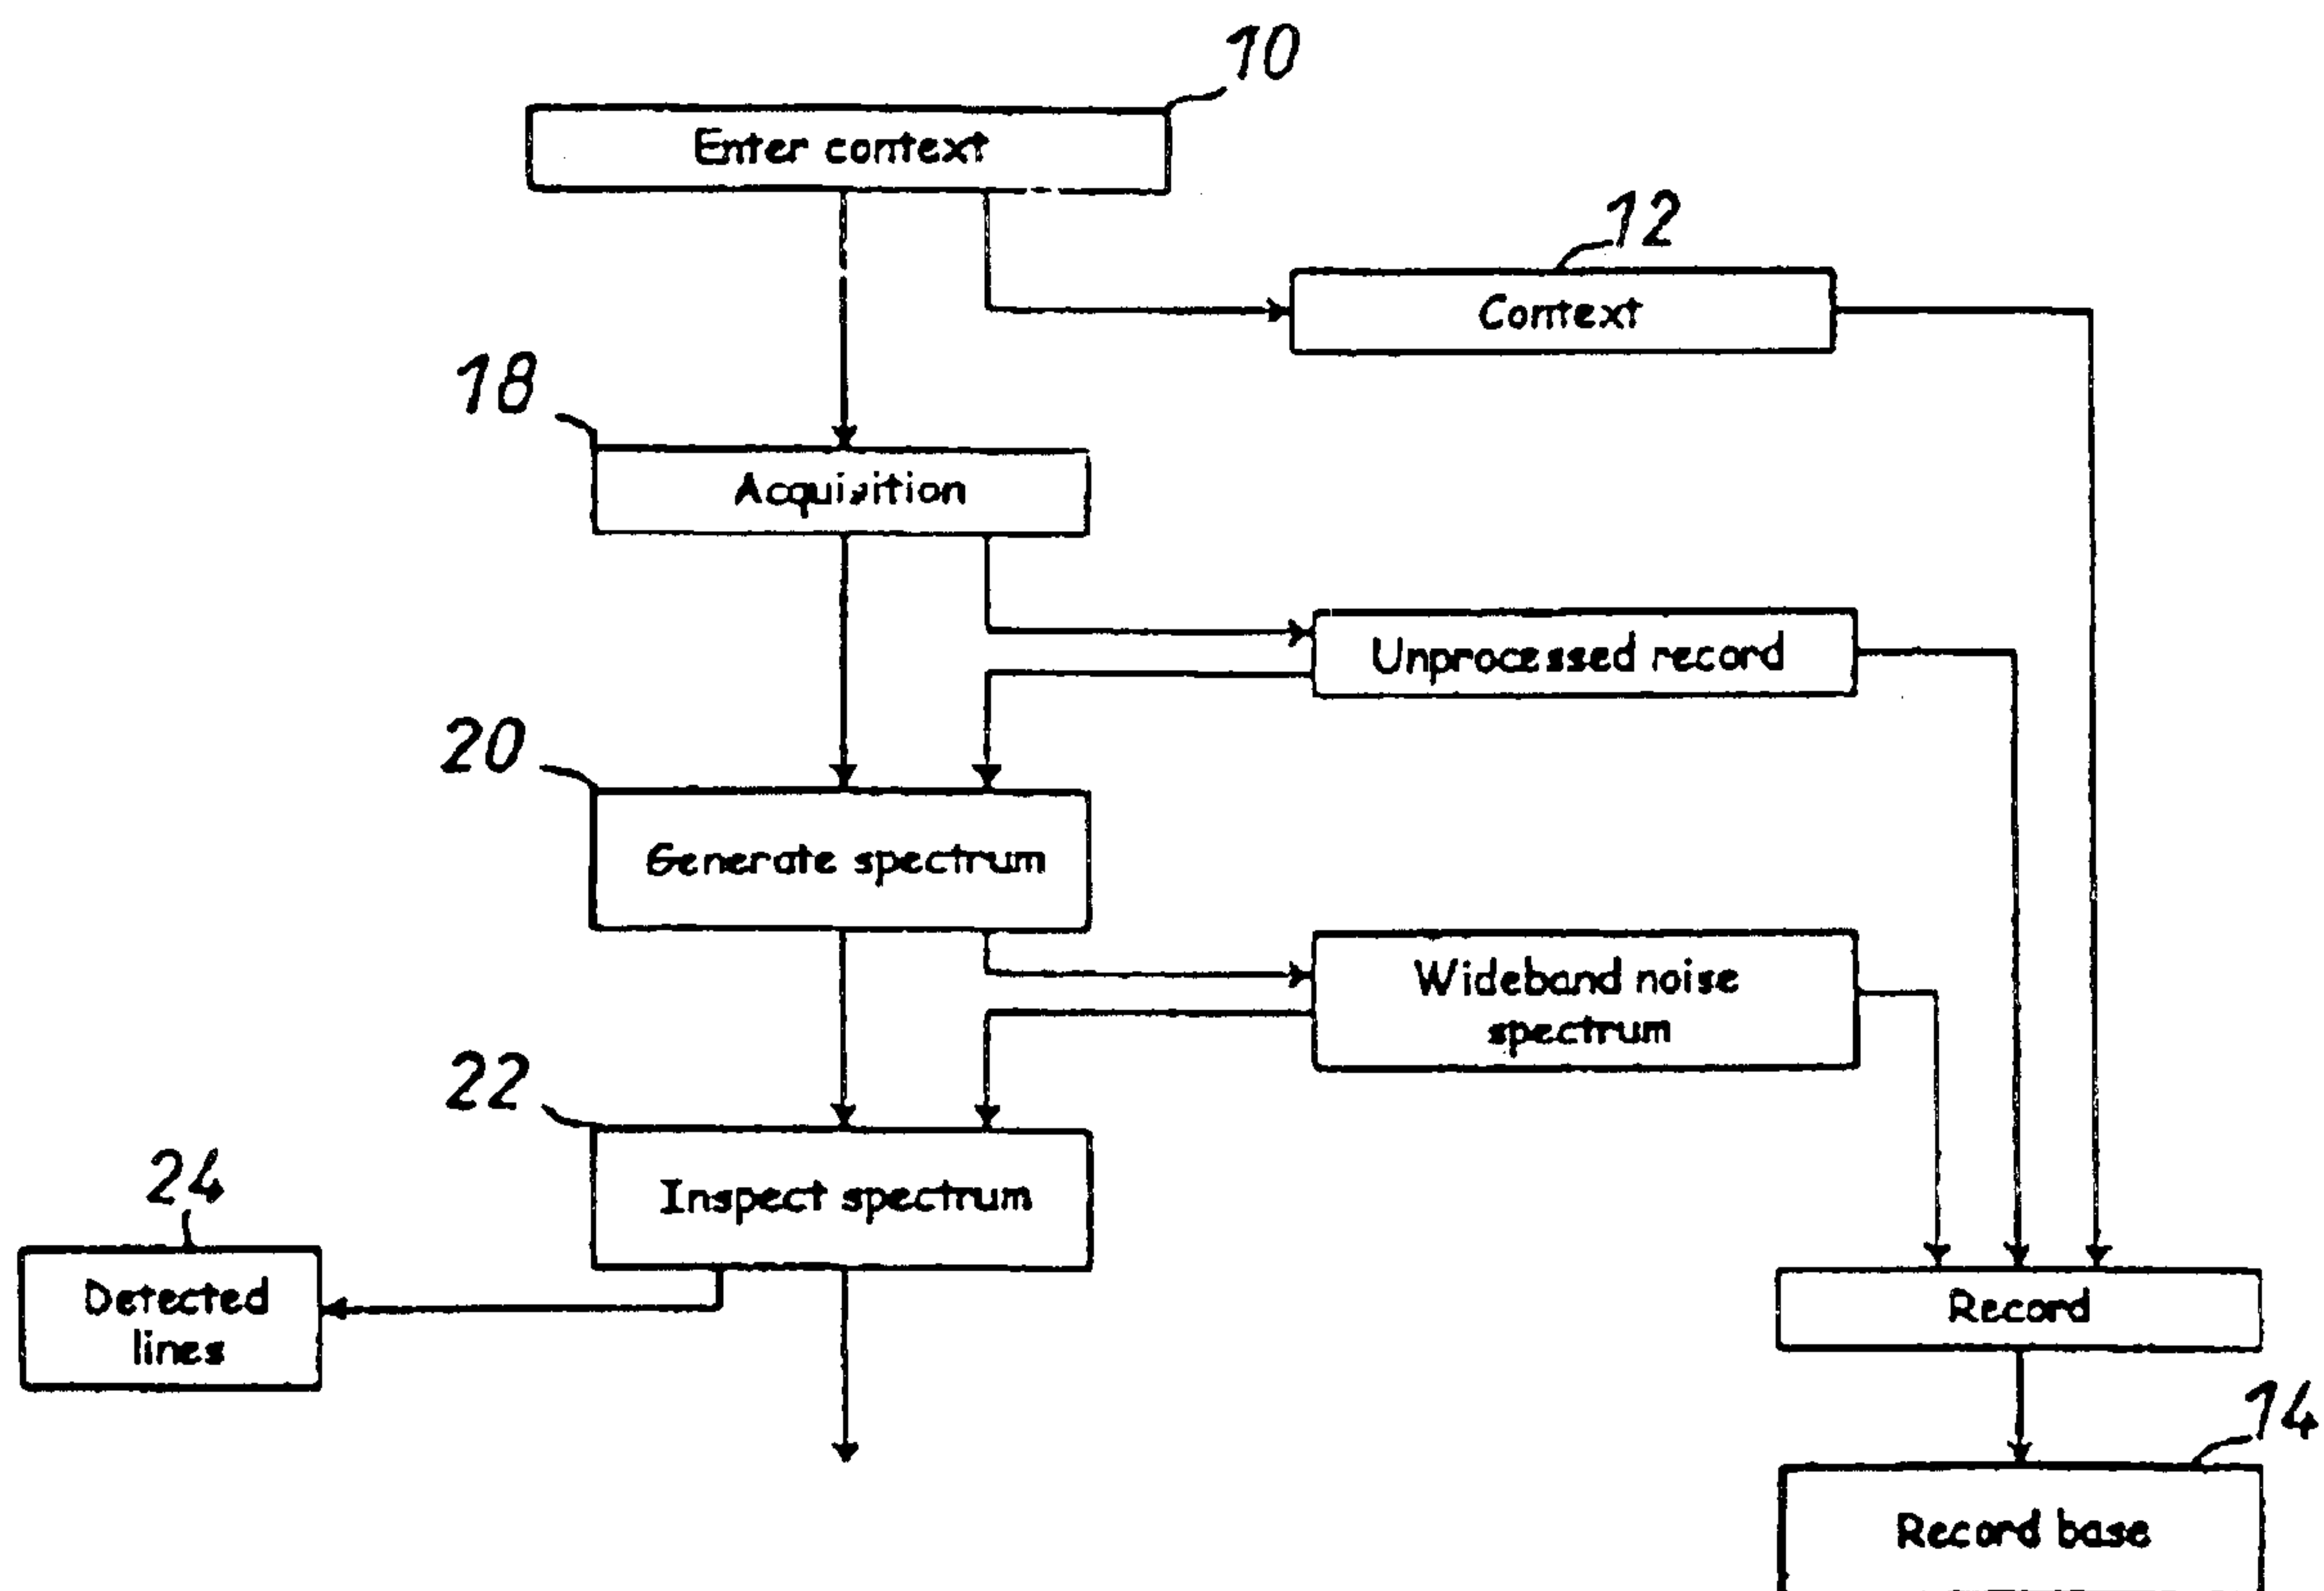 10
Enter context
12
Context
18
Acquisition
Unprocessed record
20
Generate spectrum
Wideband noise
spectrum
22
Inspect spectrum
24
Detected
lines
Record
14
Record base